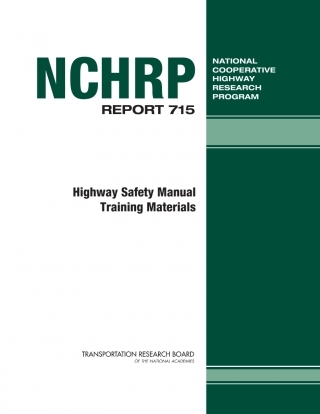 NCHRP
REPORT 715
NATIONAL
COOPERATIVE
HIGHWAY
RESEARCH
PROGRAM
Highway Safety Manual
Training Materials
TRANSPORTATION RESEARCH BOARD
OF THE NATIONAL ACADEMIES